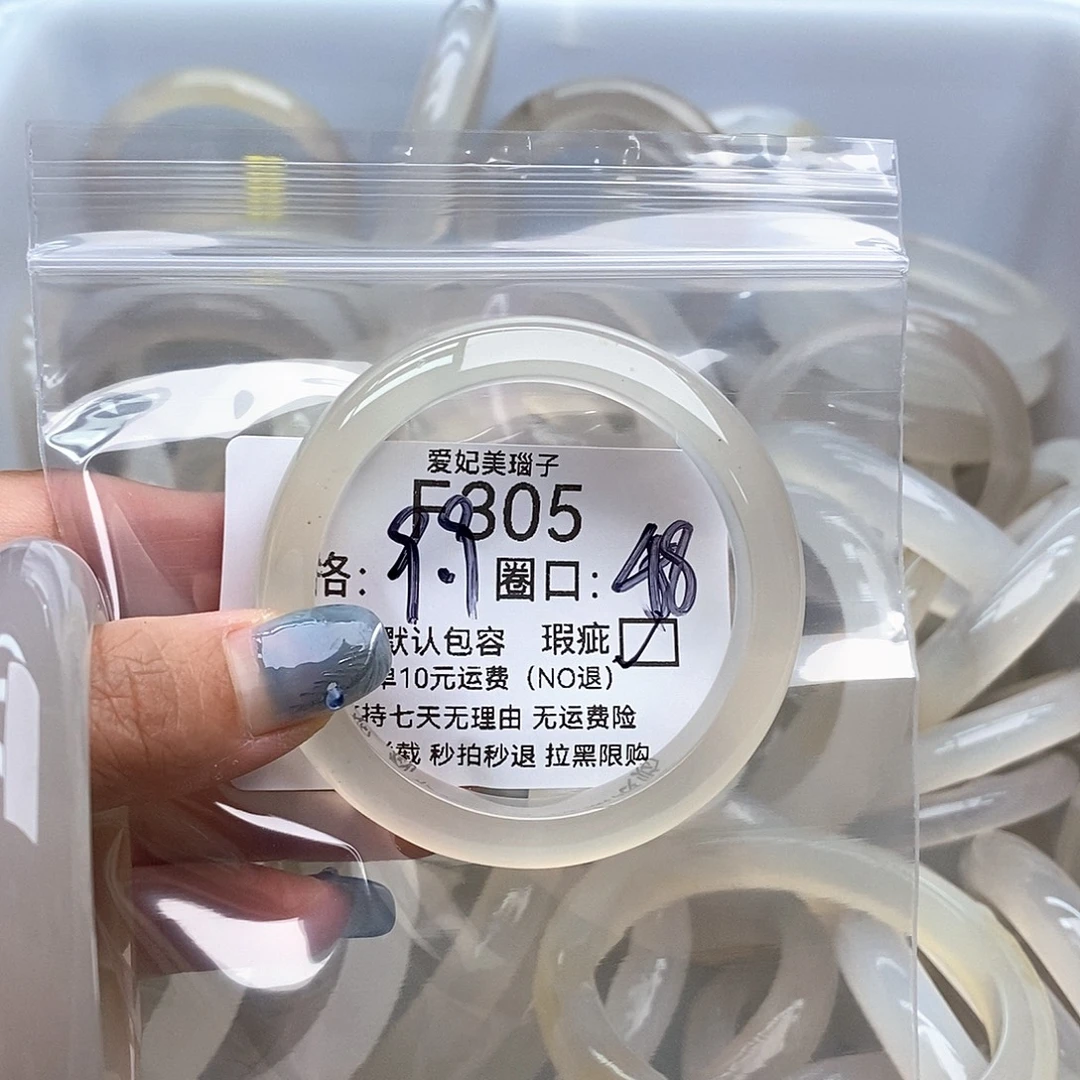 爱妃美瑙子
F305
格: 9.9 圈口: 48
默认包容 瑕疵
单10元运费（NO退）
持七天无理由 无运费险
载 秒拍秒退 拉黑限购